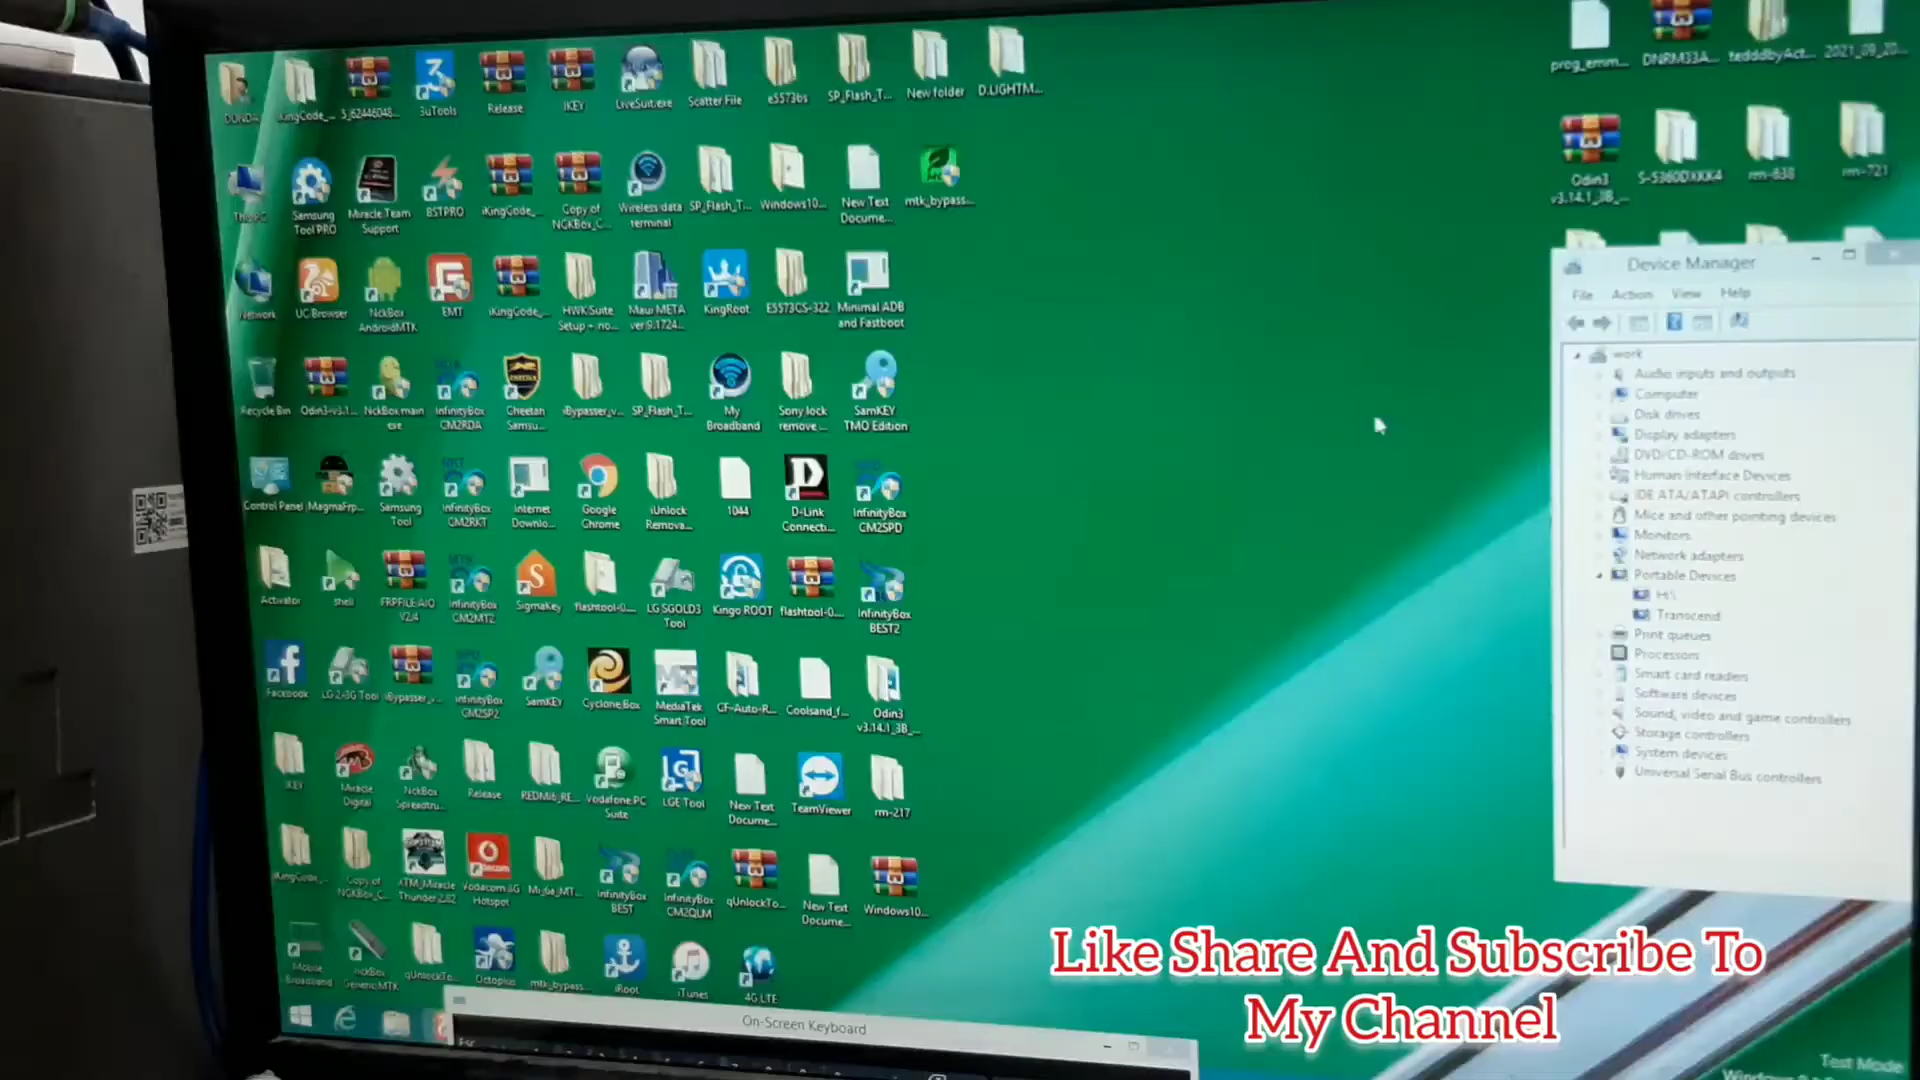 iKingCode_... 5_j62446048... 3uTools Release IKEY LiveSuit.exe Scatter File e5573bs SP_Flash_T... New folder D.LIGHTM...
prog_emm... DNRM33A... tedddbyAct... 2021_09_20...
This PC Samsung Tool PRO Miracle Team Support BSTPRO iKingCode_... Copy of NCKBox_C... Wireless data terminal SP_Flash_T... Windows10... New Text Docume... mtk_bypass...
Odin3 v3.14.1_3B_... S-5360DXKK4 rm-638 rm-721
Network UC Browser NckBox AndroidMTK EMT iKingCode_... HWK Suite Setup + no... Maui META ver 9.1724... KingRoot E5573CS-322 Minimal ADB and Fastboot
Recycle Bin Odin3-v3.1... NckBox main exe InfinityBox CM2RDA Cheetah Samsu... iBypasser_v... SP_Flash_T... My Broadband Sony lock remove ... SamKEY TMO Edition
Control Panel MagmaFrp... Samsung Tool InfinityBox CM2RKT Internet Downlo... Google Chrome iUnlock Remova... 1044 D-Link Connecti... InfinityBox CM2SPD
Activator shell FRPFILE AIO V2.4 InfinityBox CM2MT2 SigmaKey flashtool-0.... LG SGOLD3 Tool Kingo ROOT flashtool-0.... InfinityBox BEST2
Facebook LG 2-3G Tool iBypasser_v... InfinityBox CM2SP2 SamKEY Cyclone Box MediaTek Smart Tool CF-Auto-R... Coolsand_f... Odin3 v3.14.1_3B_...
IKEY Miracle Digital NckBox Spreadtru... Release REDMI6_RE... Vodafone PC Suite LGE Tool New Text Docume... TeamViewer rm-217
iKingCode_... Copy of NCKBox_C... XTM_Miracle Thunder 2.82 Vodacom 3G Hotspot Mi_6a_MT... InfinityBox BEST InfinityBox CM2QLM qUnlockTo... New Text Docume... Windows10...
Mobile Broadband nckBox GenericMTK qUnlockTo... Octoplus mtk_bypass... iRoot iTunes 4G LTE
Device Manager
File Action View Help
work
Audio inputs and outputs
Computer
Disk drives
Display adapters
DVD/CD-ROM drives
Human Interface Devices
IDE ATA/ATAPI controllers
Mice and other pointing devices
Monitors
Network adapters
Portable Devices
H:\
Transcend
Print queues
Processors
Smart card readers
Software devices
Sound, video and game controllers
Storage controllers
System devices
Universal Serial Bus controllers
On-Screen Keyboard
Esc
Like Share And Subscribe To
My Channel
Test Mode